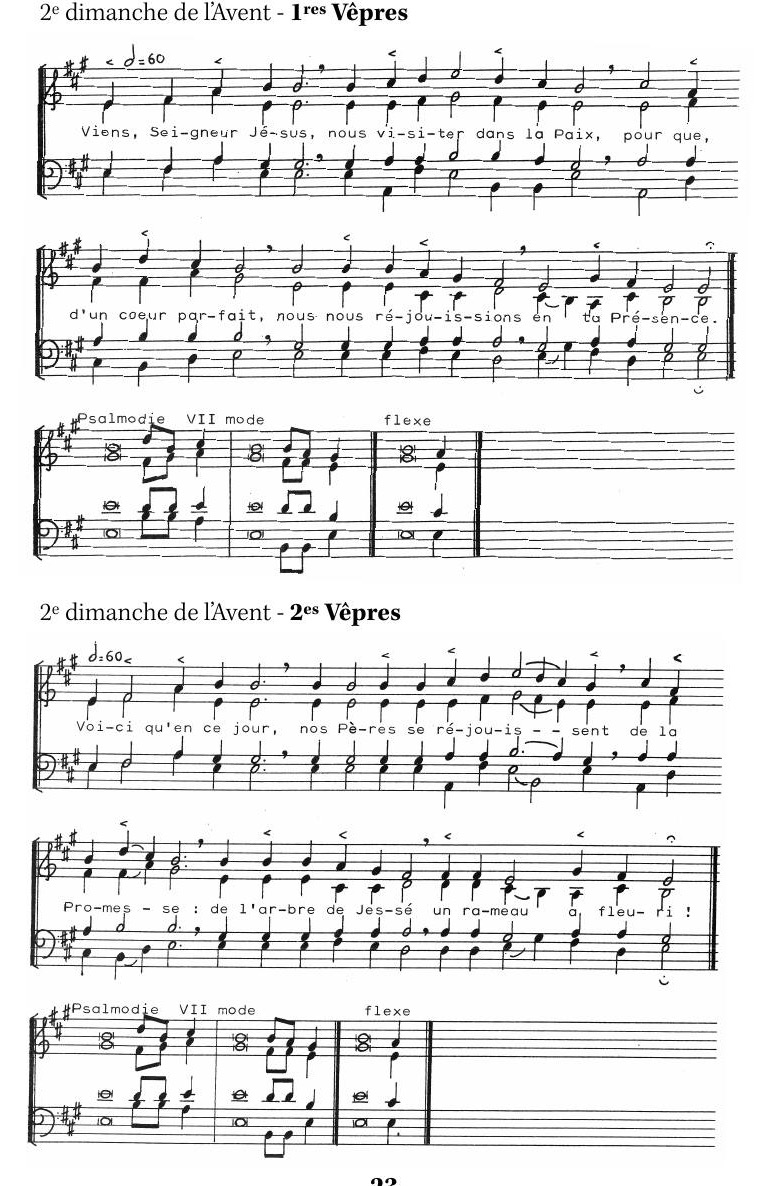 2e dimanche de l'Avent - 1res Vêpres
=60
Viens, Sei-gneur Jé-sus, nous vi-si-ter dans la Paix, pour que,
d'un coeur par-fait, nous nous ré-jou-is-sions en ta Pré-sen-ce.
Psalmodie VII mode flexe
2e dimanche de l'Avent - 2es Vêpres
=60
Voi-ci qu'en ce jour, nos Pè-res se ré-jou-is - - sent de la
Pro-mes - se : de l'ar-bre de Jes-sé un ra-meau a fleu-ri !
Psalmodie VII mode flexe
23